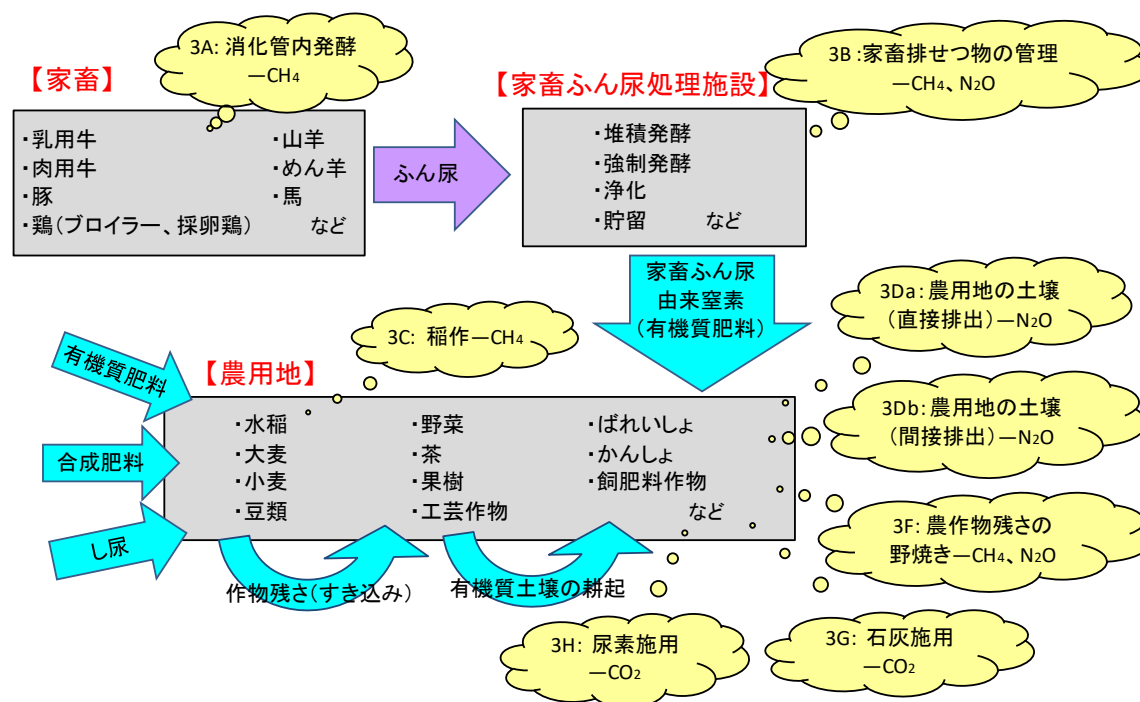 3A: 消化管内発酵
―CH4
3B :家畜排せつ物の管理
―CH4、N2O
【家畜】
【家畜ふん尿処理施設】
・乳用牛
・肉用牛
・豚
・鶏(ブロイラー、採卵鶏)
・山羊
・めん羊
・馬
など
ふん尿
・堆積発酵
・強制発酵
・浄化
・貯留 など
家畜ふん尿
由来窒素
(有機質肥料)
3Da: 農用地の土壌
(直接排出)―N2O
3C: 稲作―CH4
有機質肥料
【農用地】
3Db: 農用地の土壌
(間接排出)―N2O
合成肥料
・水稲
・大麦
・小麦
・豆類
・野菜
・茶
・果樹
・工芸作物
・ばれいしょ
・かんしょ
・飼肥料作物
など
し尿
3F: 農作物残さの
野焼き―CH4、N2O
作物残さ(すき込み)
有機質土壌の耕起
3H: 尿素施用
―CO2
3G: 石灰施用
―CO2